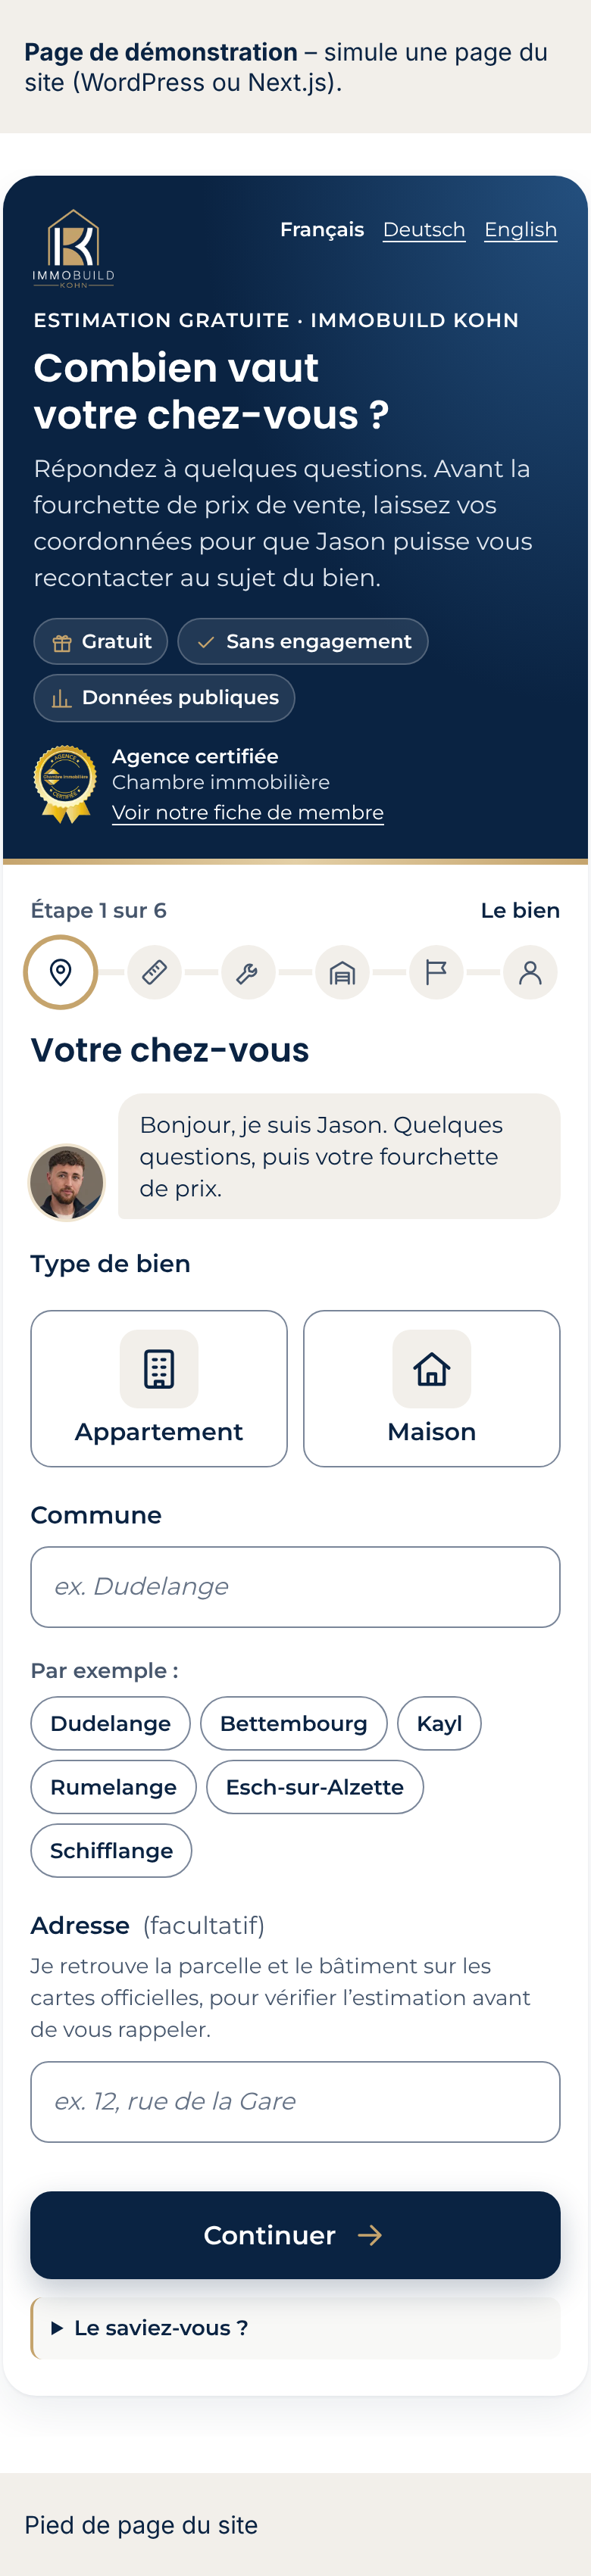 Page de démonstration – simule une page du
site (WordPress ou Next.js).
IMMOBUILD
KOHN
Français Deutsch English
ESTIMATION GRATUITE · IMMOBUILD KOHN
Combien vaut
votre chez-vous ?
Répondez à quelques questions. Avant la
fourchette de prix de vente, laissez vos
coordonnées pour que Jason puisse vous
recontacter au sujet du bien.
Gratuit
Sans engagement
Données publiques
AGENCE
Chambre Immobilière
CERTIFIÉE
Agence certifiée
Chambre immobilière
Voir notre fiche de membre
Étape 1 sur 6
Le bien
Votre chez-vous
Bonjour, je suis Jason. Quelques
questions, puis votre fourchette
de prix.
Type de bien
Appartement
Maison
Commune
ex. Dudelange
Par exemple :
Dudelange
Bettembourg
Kayl
Rumelange
Esch-sur-Alzette
Schifflange
Adresse (facultatif)
Je retrouve la parcelle et le bâtiment sur les
cartes officielles, pour vérifier l’estimation avant
de vous rappeler.
ex. 12, rue de la Gare
Continuer
Le saviez-vous ?
Pied de page du site